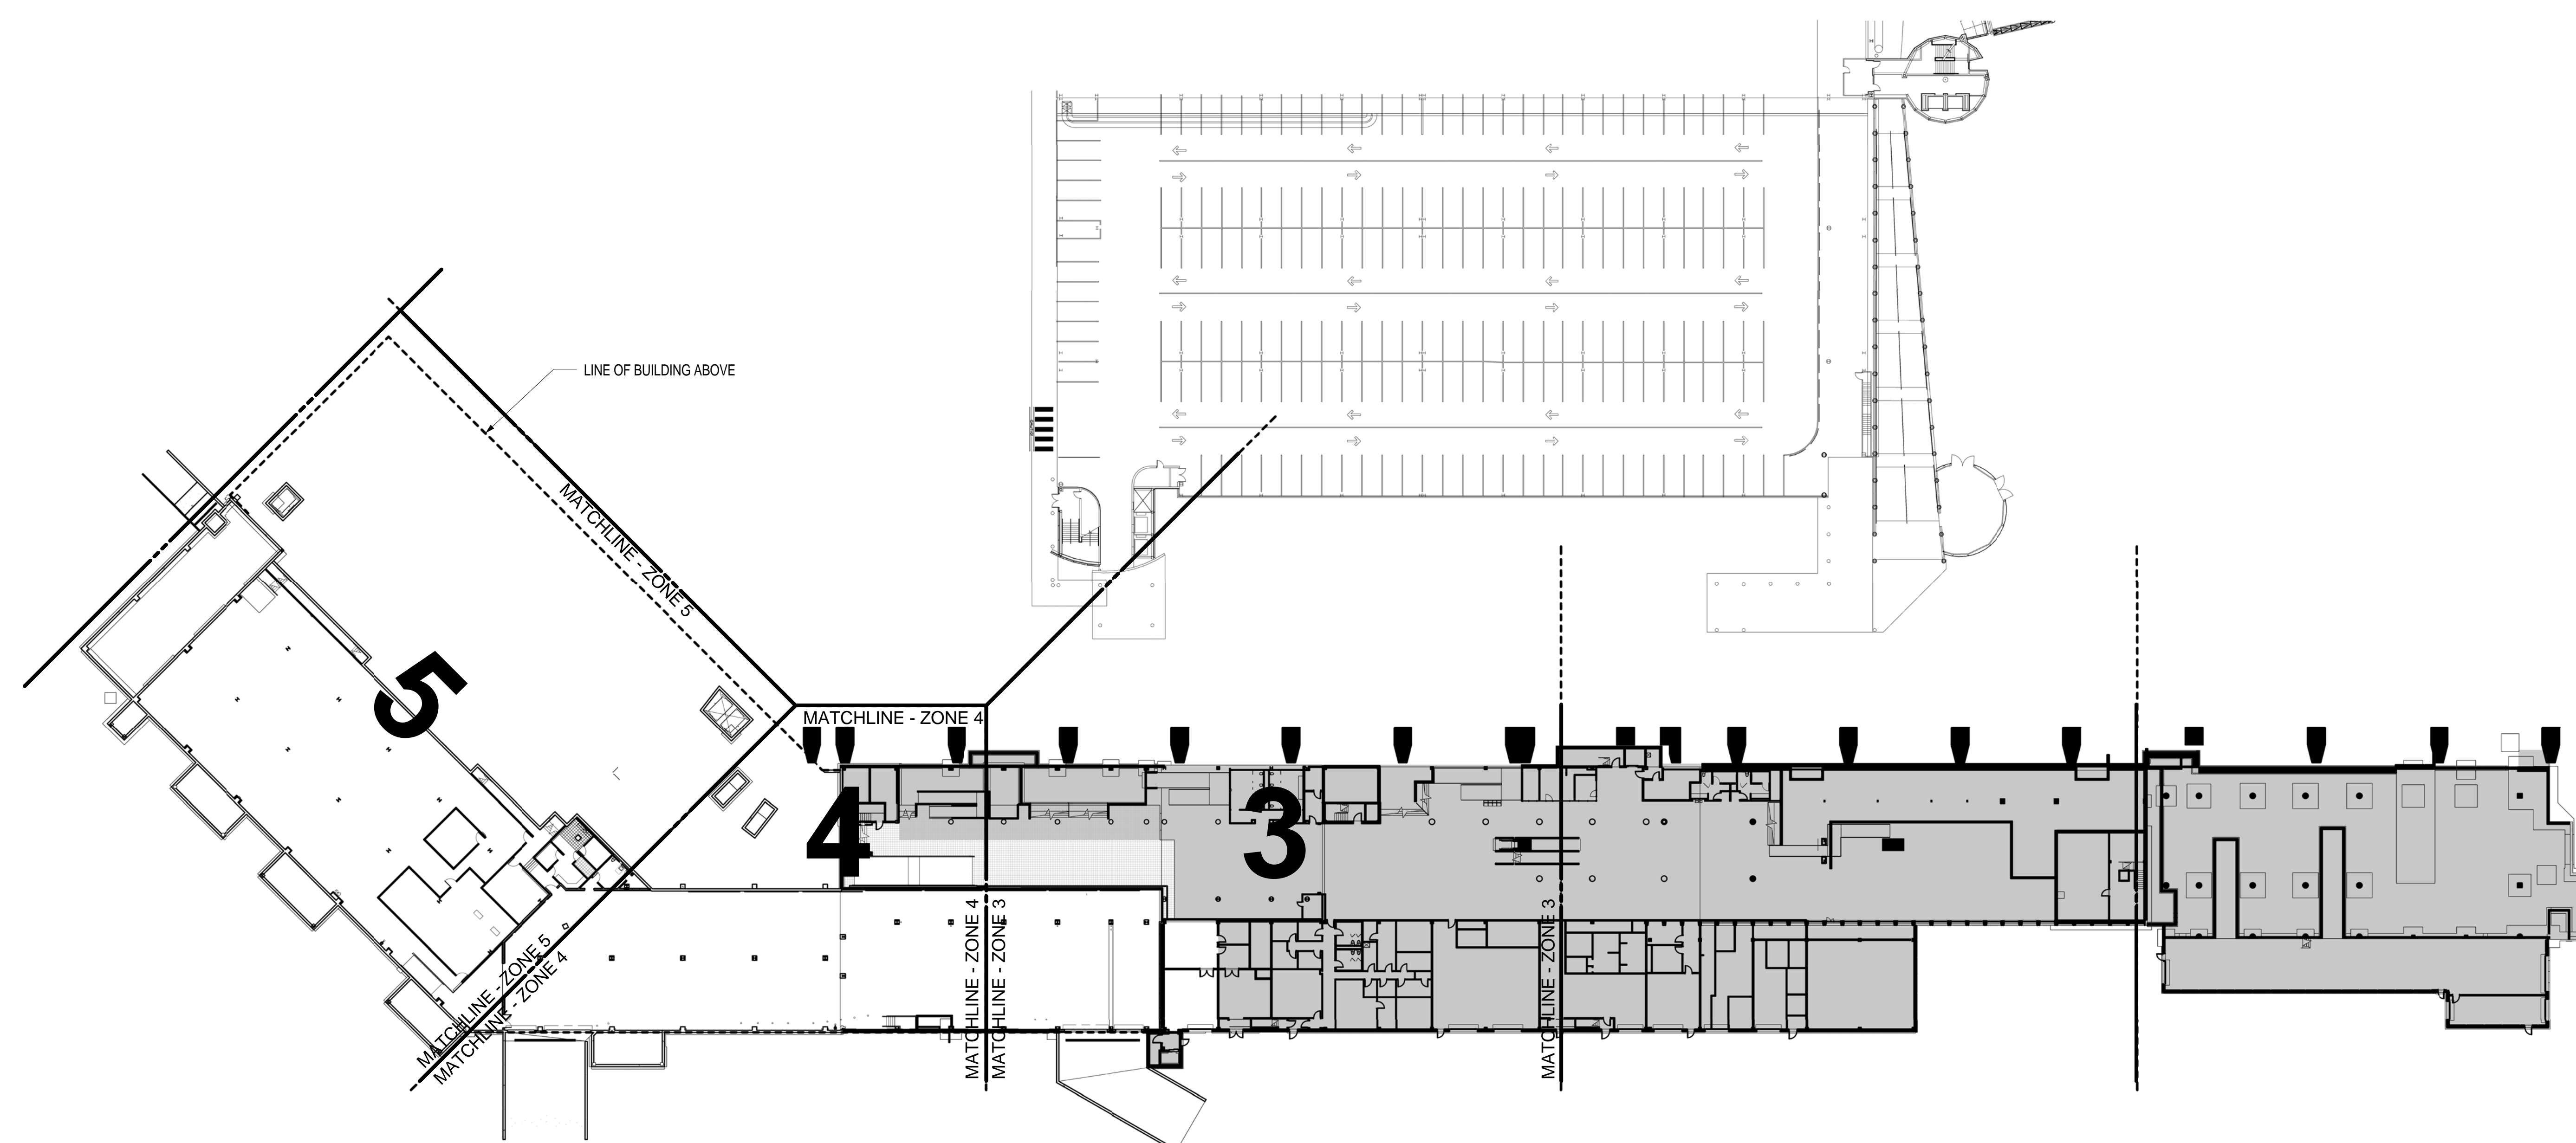 LINE OF BUILDING ABOVE
MATCHLINE - ZONE 5
5
MATCHLINE - ZONE 4
4
3
MATCHLINE - ZONE 5
MATCHLINE - ZONE 4
MATCHLINE - ZONE 4
MATCHLINE - ZONE 3
MATCHLINE - ZONE 3